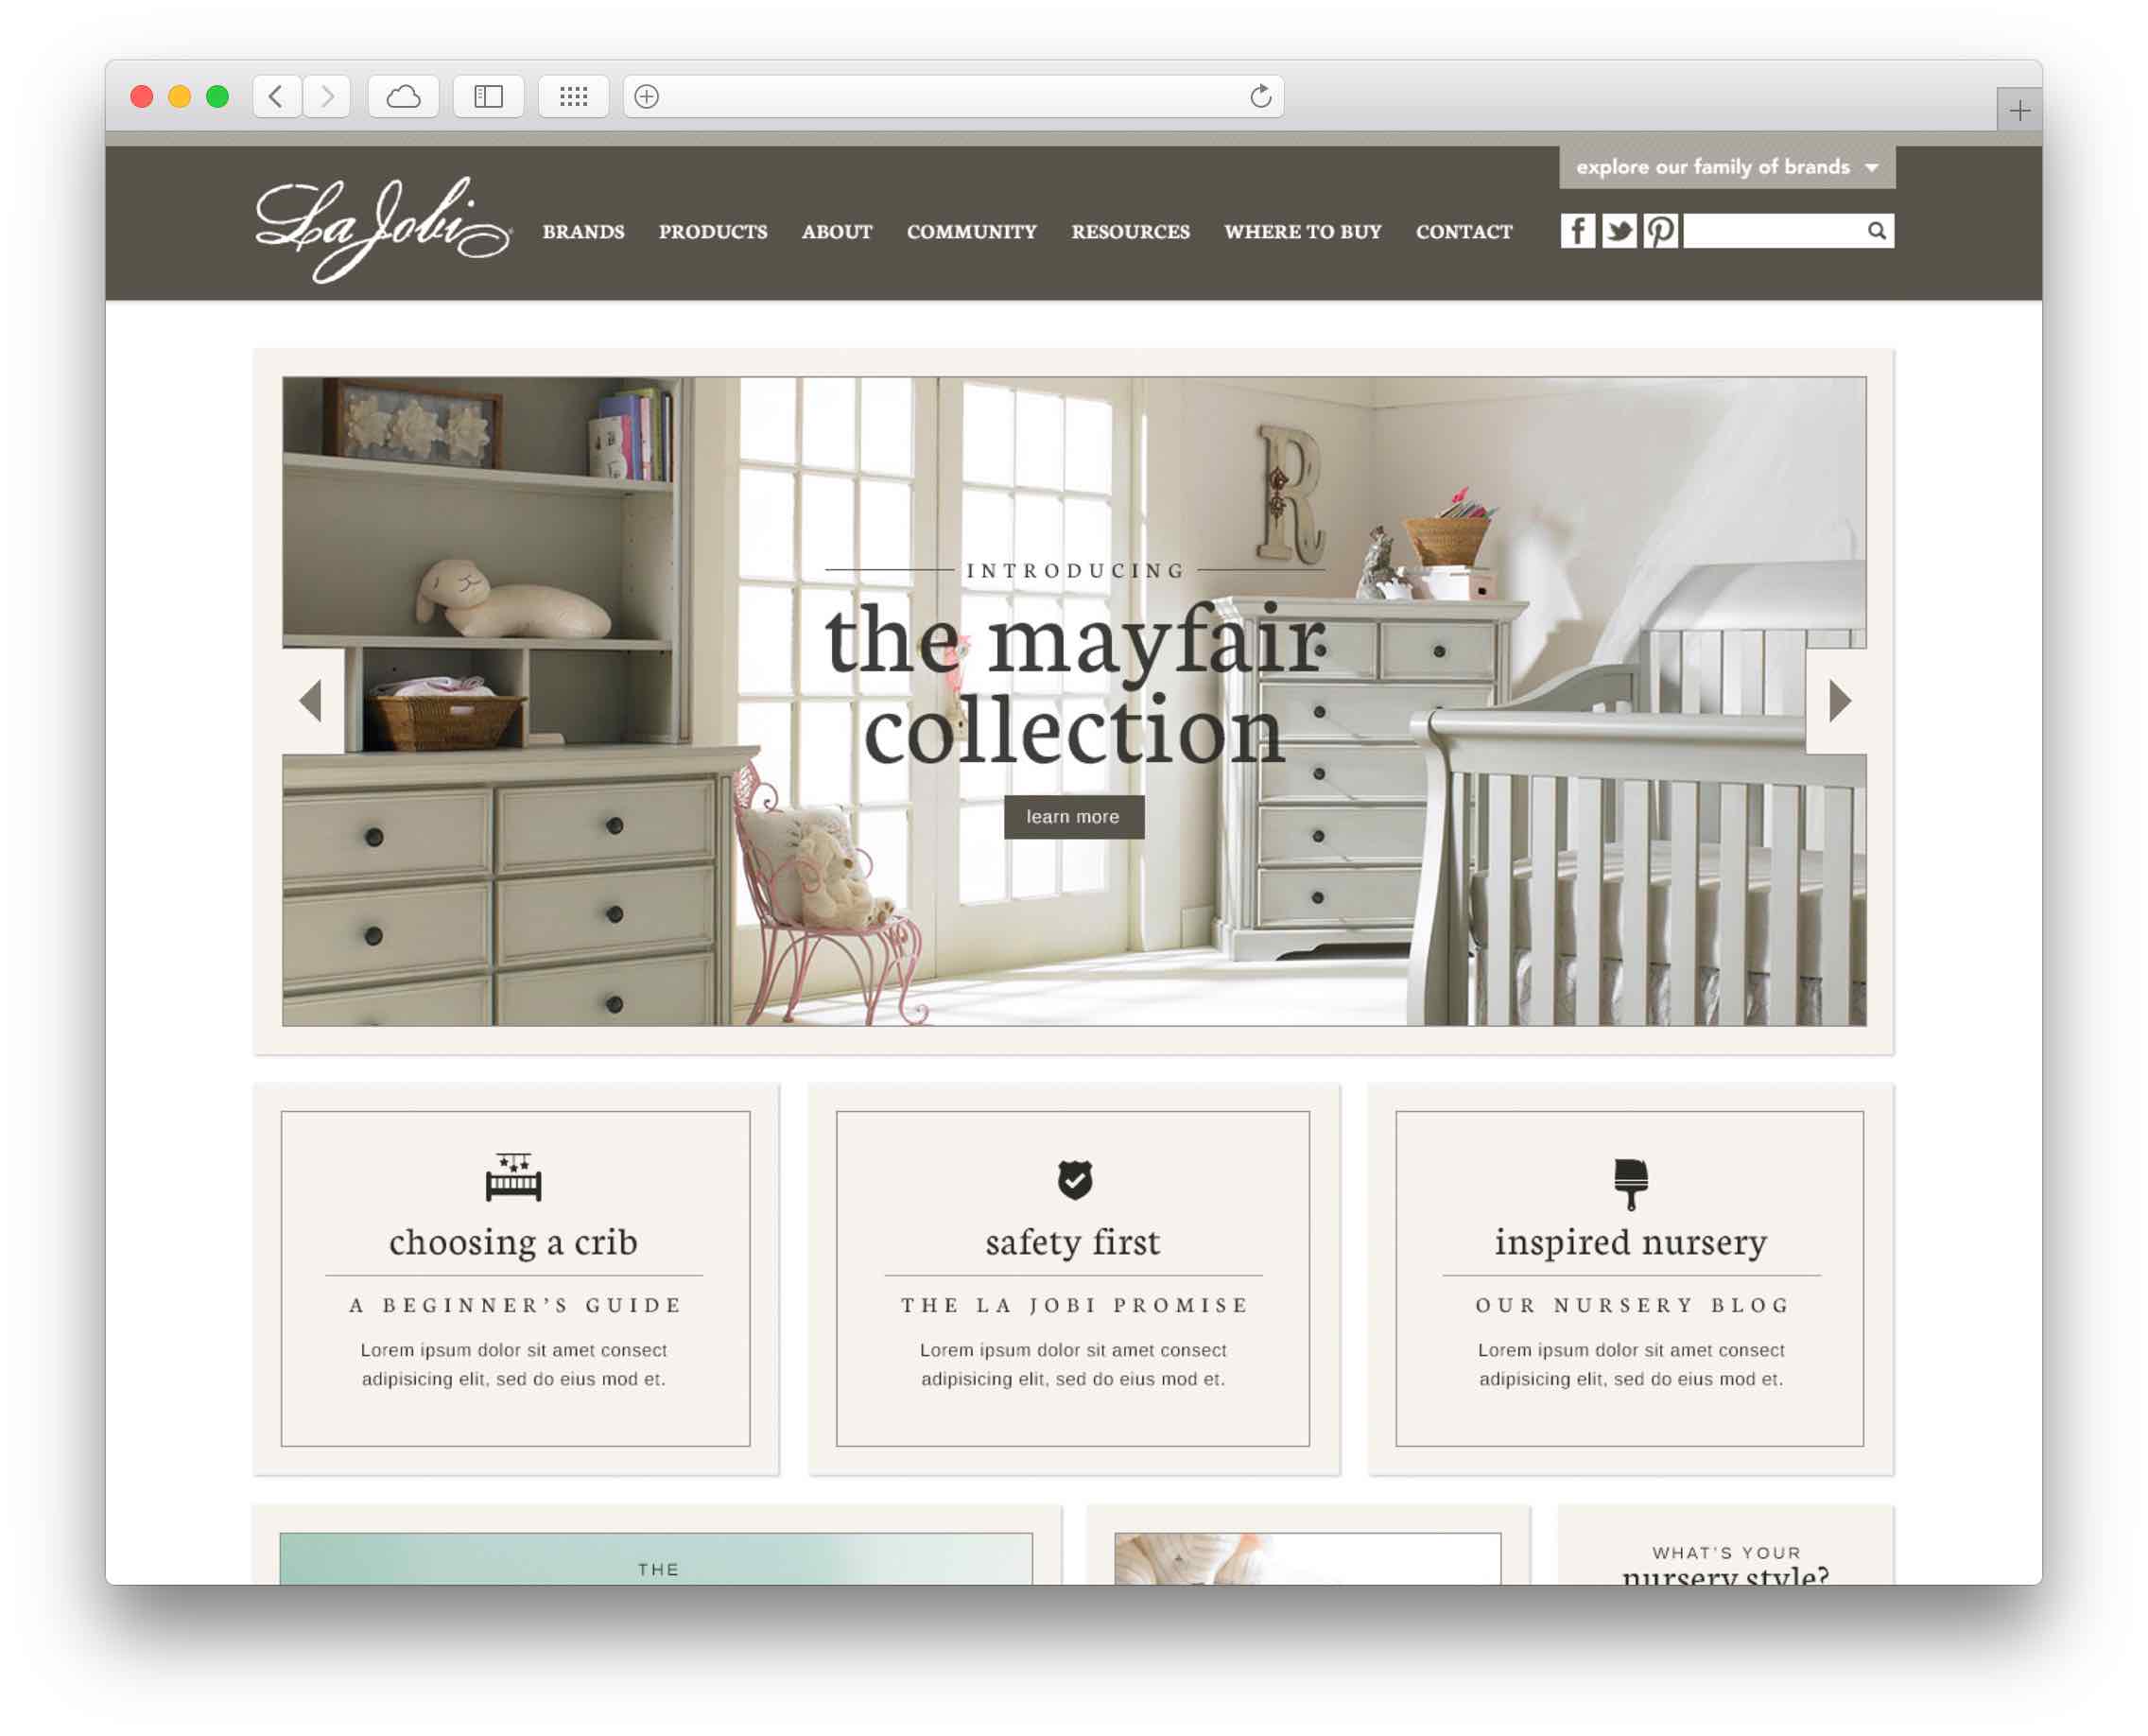 explore our family of brands
La Jobi
BRANDS PRODUCTS ABOUT COMMUNITY RESOURCES WHERE TO BUY CONTACT
R
INTRODUCING
the mayfair
collection
learn more
choosing a crib
A BEGINNER'S GUIDE
Lorem ipsum dolor sit amet consect
adipisicing elit, sed do eius mod et.
safety first
THE LA JOBI PROMISE
Lorem ipsum dolor sit amet consect
adipisicing elit, sed do eius mod et.
inspired nursery
OUR NURSERY BLOG
Lorem ipsum dolor sit amet consect
adipisicing elit, sed do eius mod et.
THE
WHAT'S YOUR
nursery style?